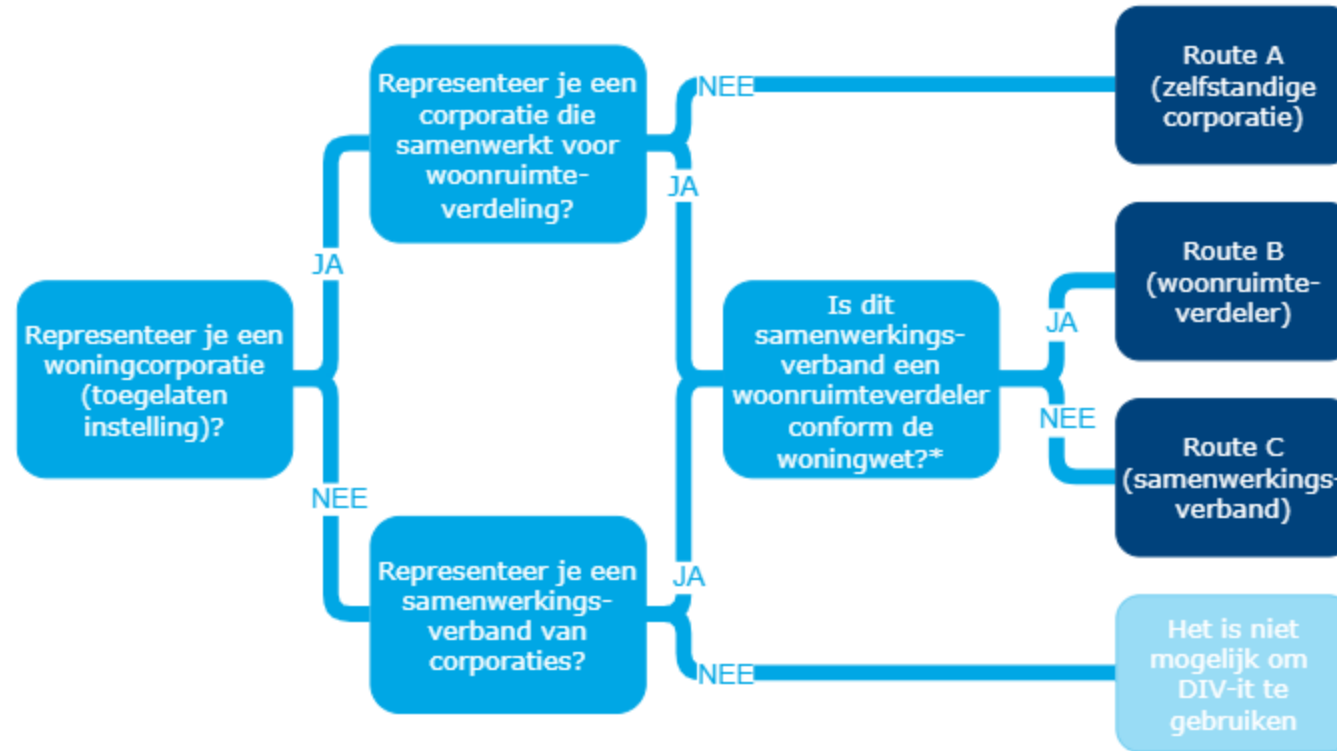 Representeer je een
woningcorporatie
(toegelaten
instelling)?
JA
NEE
Representeer je een
corporatie die
samenwerkt voor
woonruimte-
verdeling?
NEE
JA
Representeer je een
samenwerkings-
verband van
corporaties?
JA
NEE
Is dit
samenwerkings-
verband een
woonruimteverdeler
conform de
woningwet?*
JA
NEE
Route A
(zelfstandige
corporatie)
Route B
(woonruimte-
verdeler)
Route C
(samenwerkings-
verband)
Het is niet
mogelijk om
DIV-it te
gebruiken